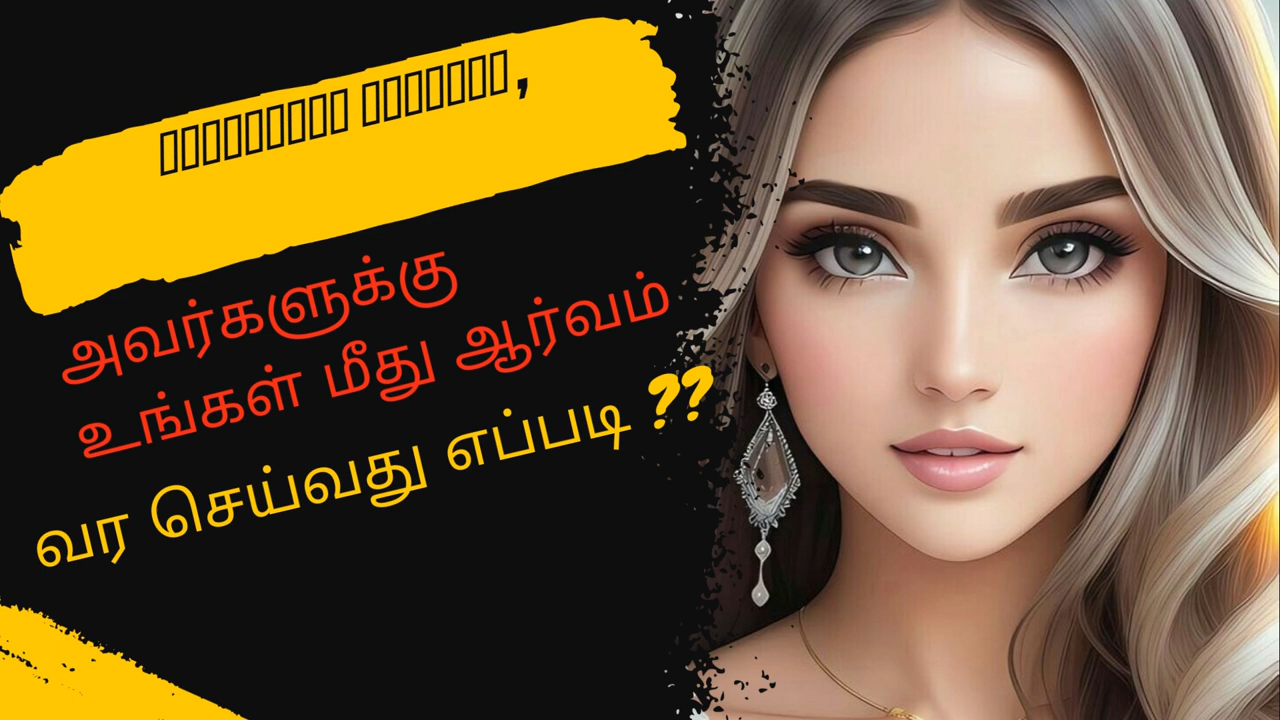 அவர்களுக்கு
உங்கள் மீது ஆர்வம்
வர செய்வது எப்படி ??